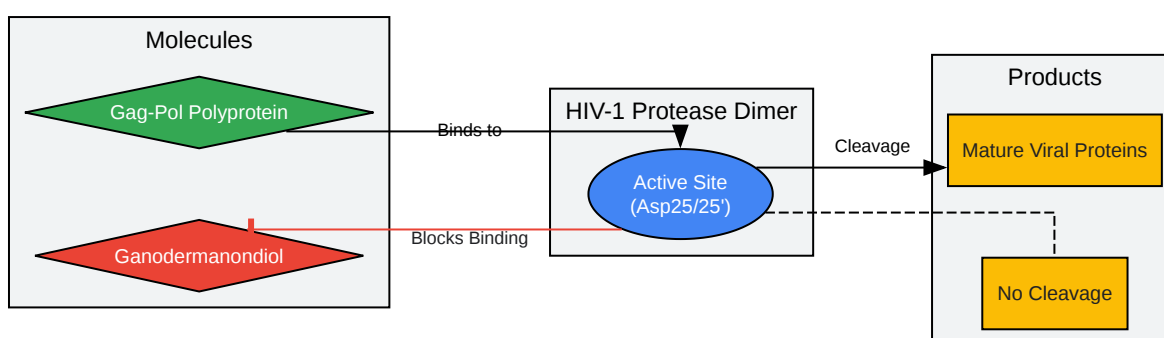 Molecules
Gag-Pol Polyprotein
Ganodermanondiol
Binds to
Blocks Binding
HIV-1 Protease Dimer
Active Site
(Asp25/25')
Cleavage
Products
Mature Viral Proteins
No Cleavage